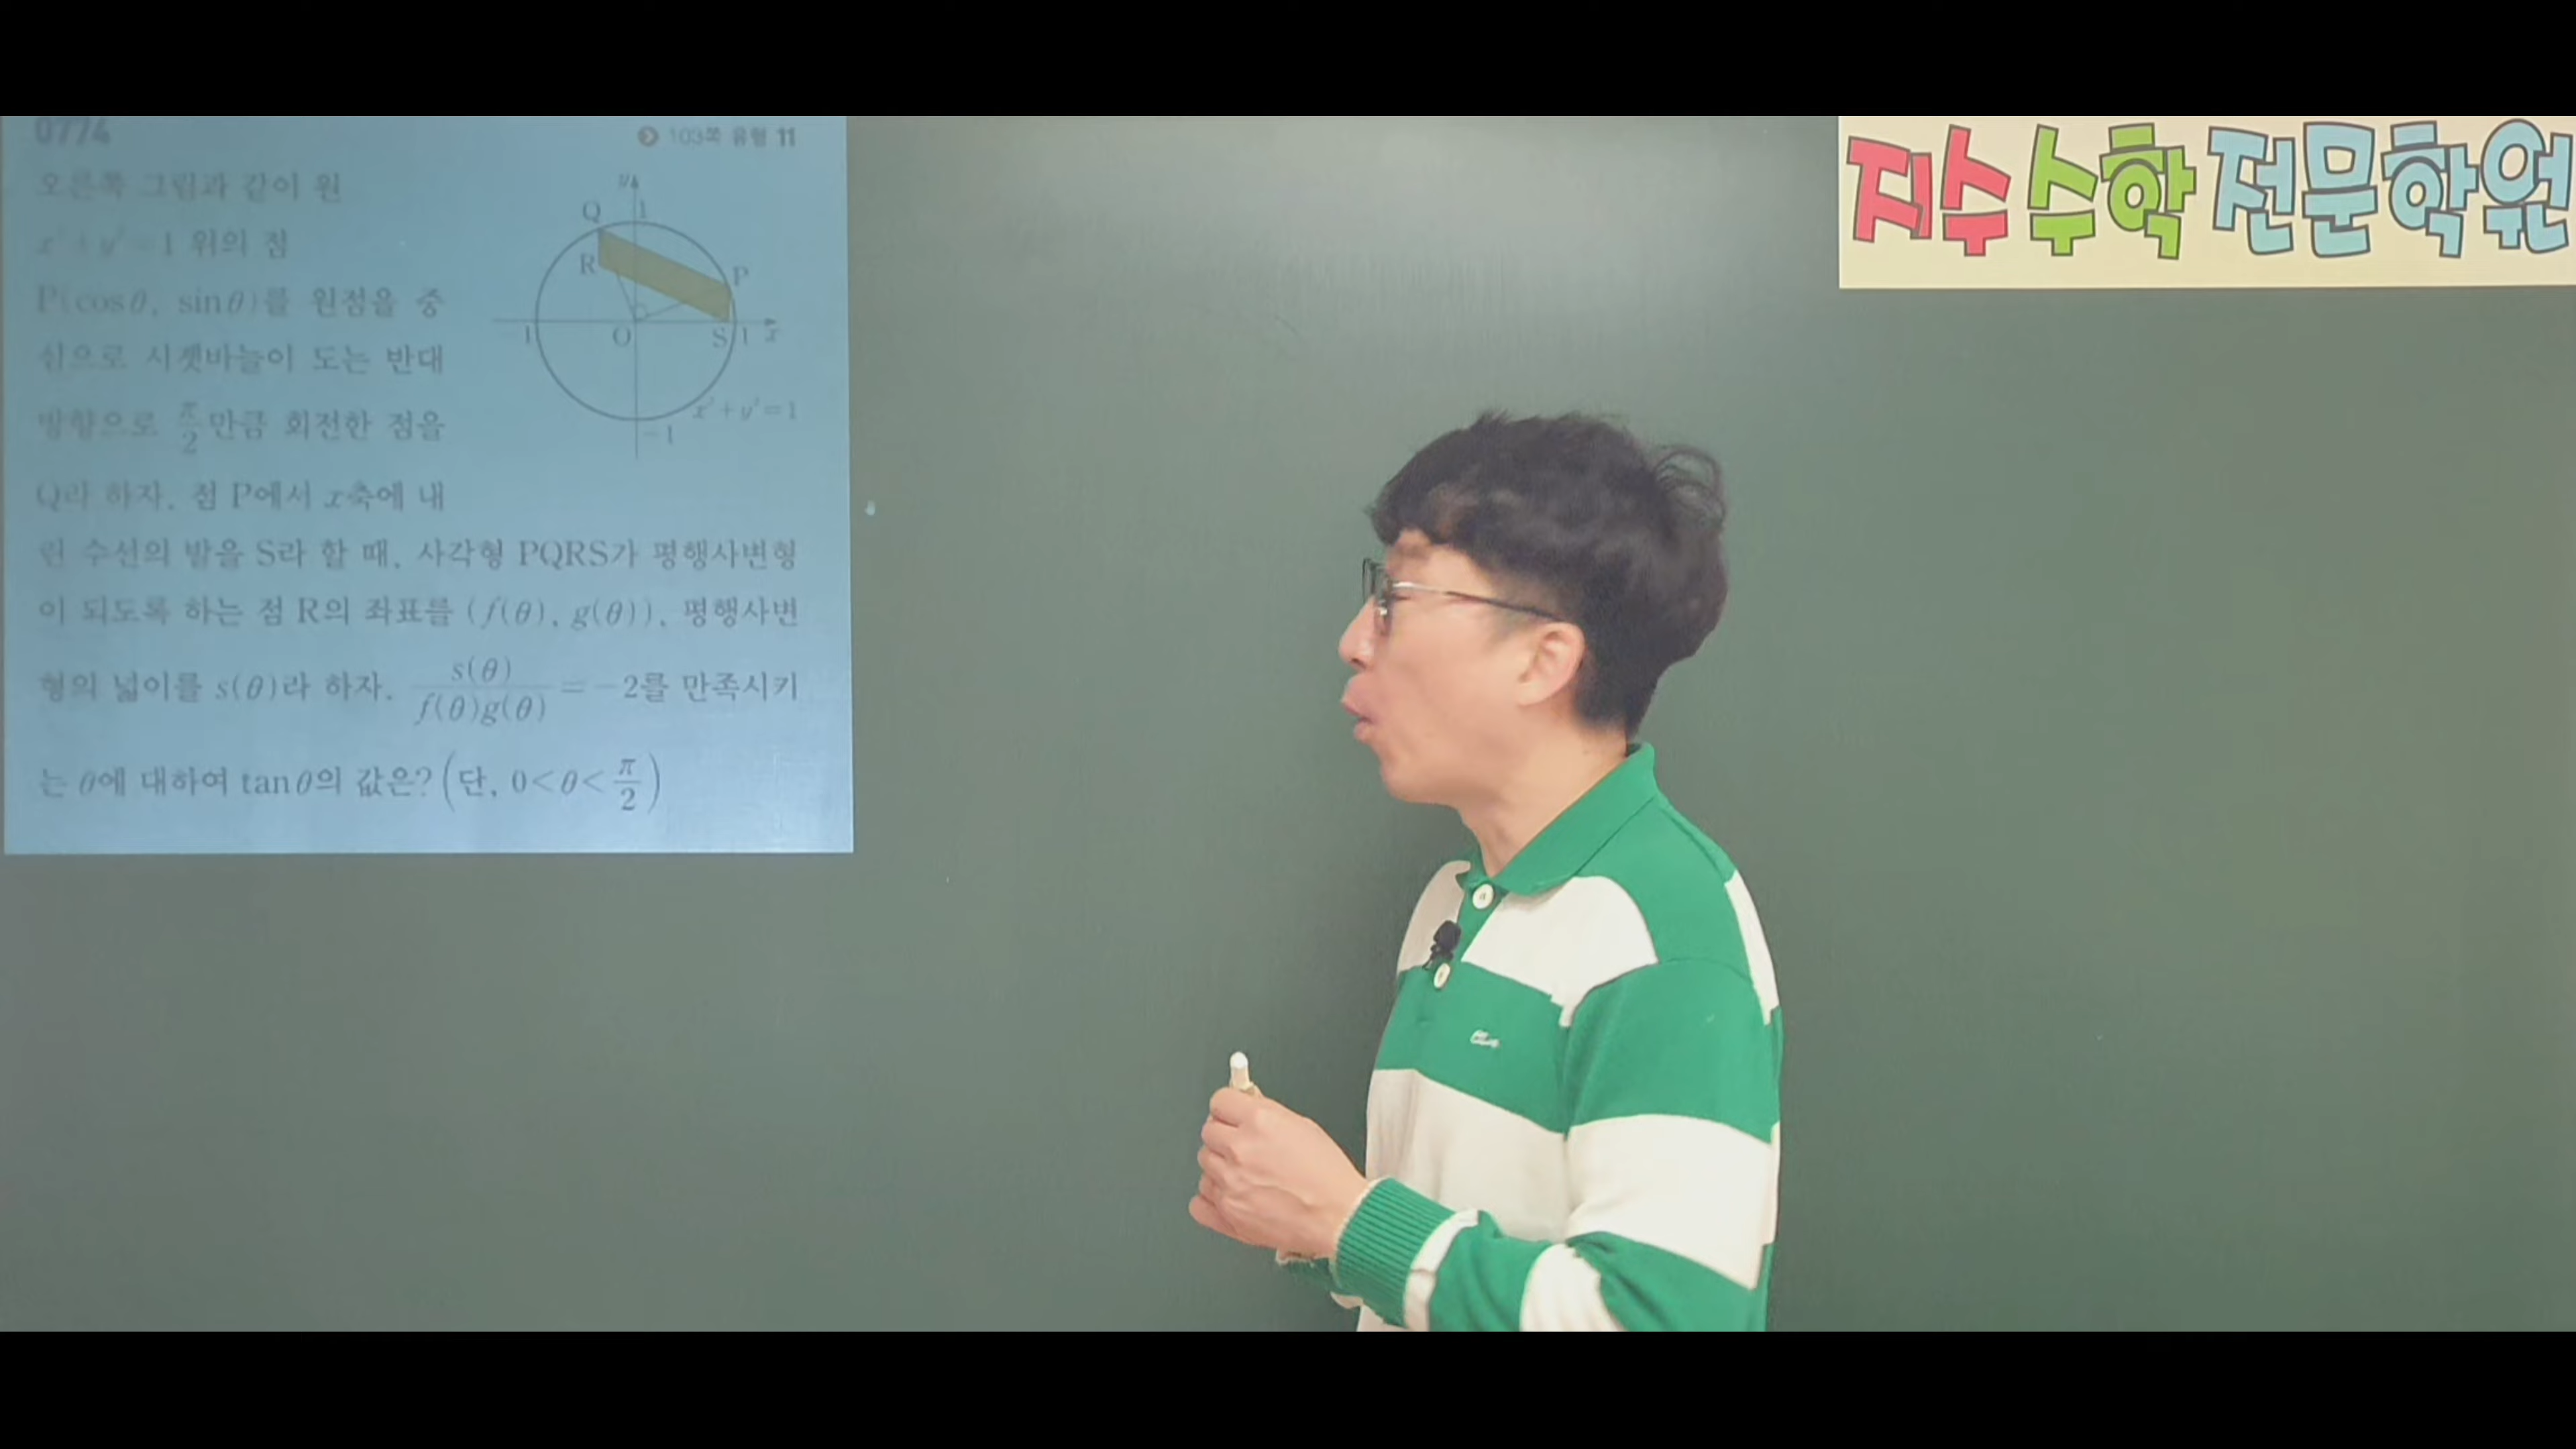 0774
103쪽 유형 11
오른쪽 그림과 같이 원
x²+y²=1 위의 점
P(cosθ, sinθ)를 원점을 중
심으로 시곗바늘이 도는 반대
방향으로 π/2만큼 회전한 점을
Q라 하자. 점 P에서 x축에 내
린 수선의 발을 S라 할 때, 사각형 PQRS가 평행사변형
이 되도록 하는 점 R의 좌표를 (f(θ), g(θ)), 평행사변
형의 넓이를 s(θ)라 하자. s(θ)/f(θ)g(θ)=-2를 만족시키
는 θ에 대하여 tanθ의 값은? (단, 0<θ<π/2)
y
Q 1
R P
-1 O S 1 x
x²+y²=1
-1
지수수학전문학원